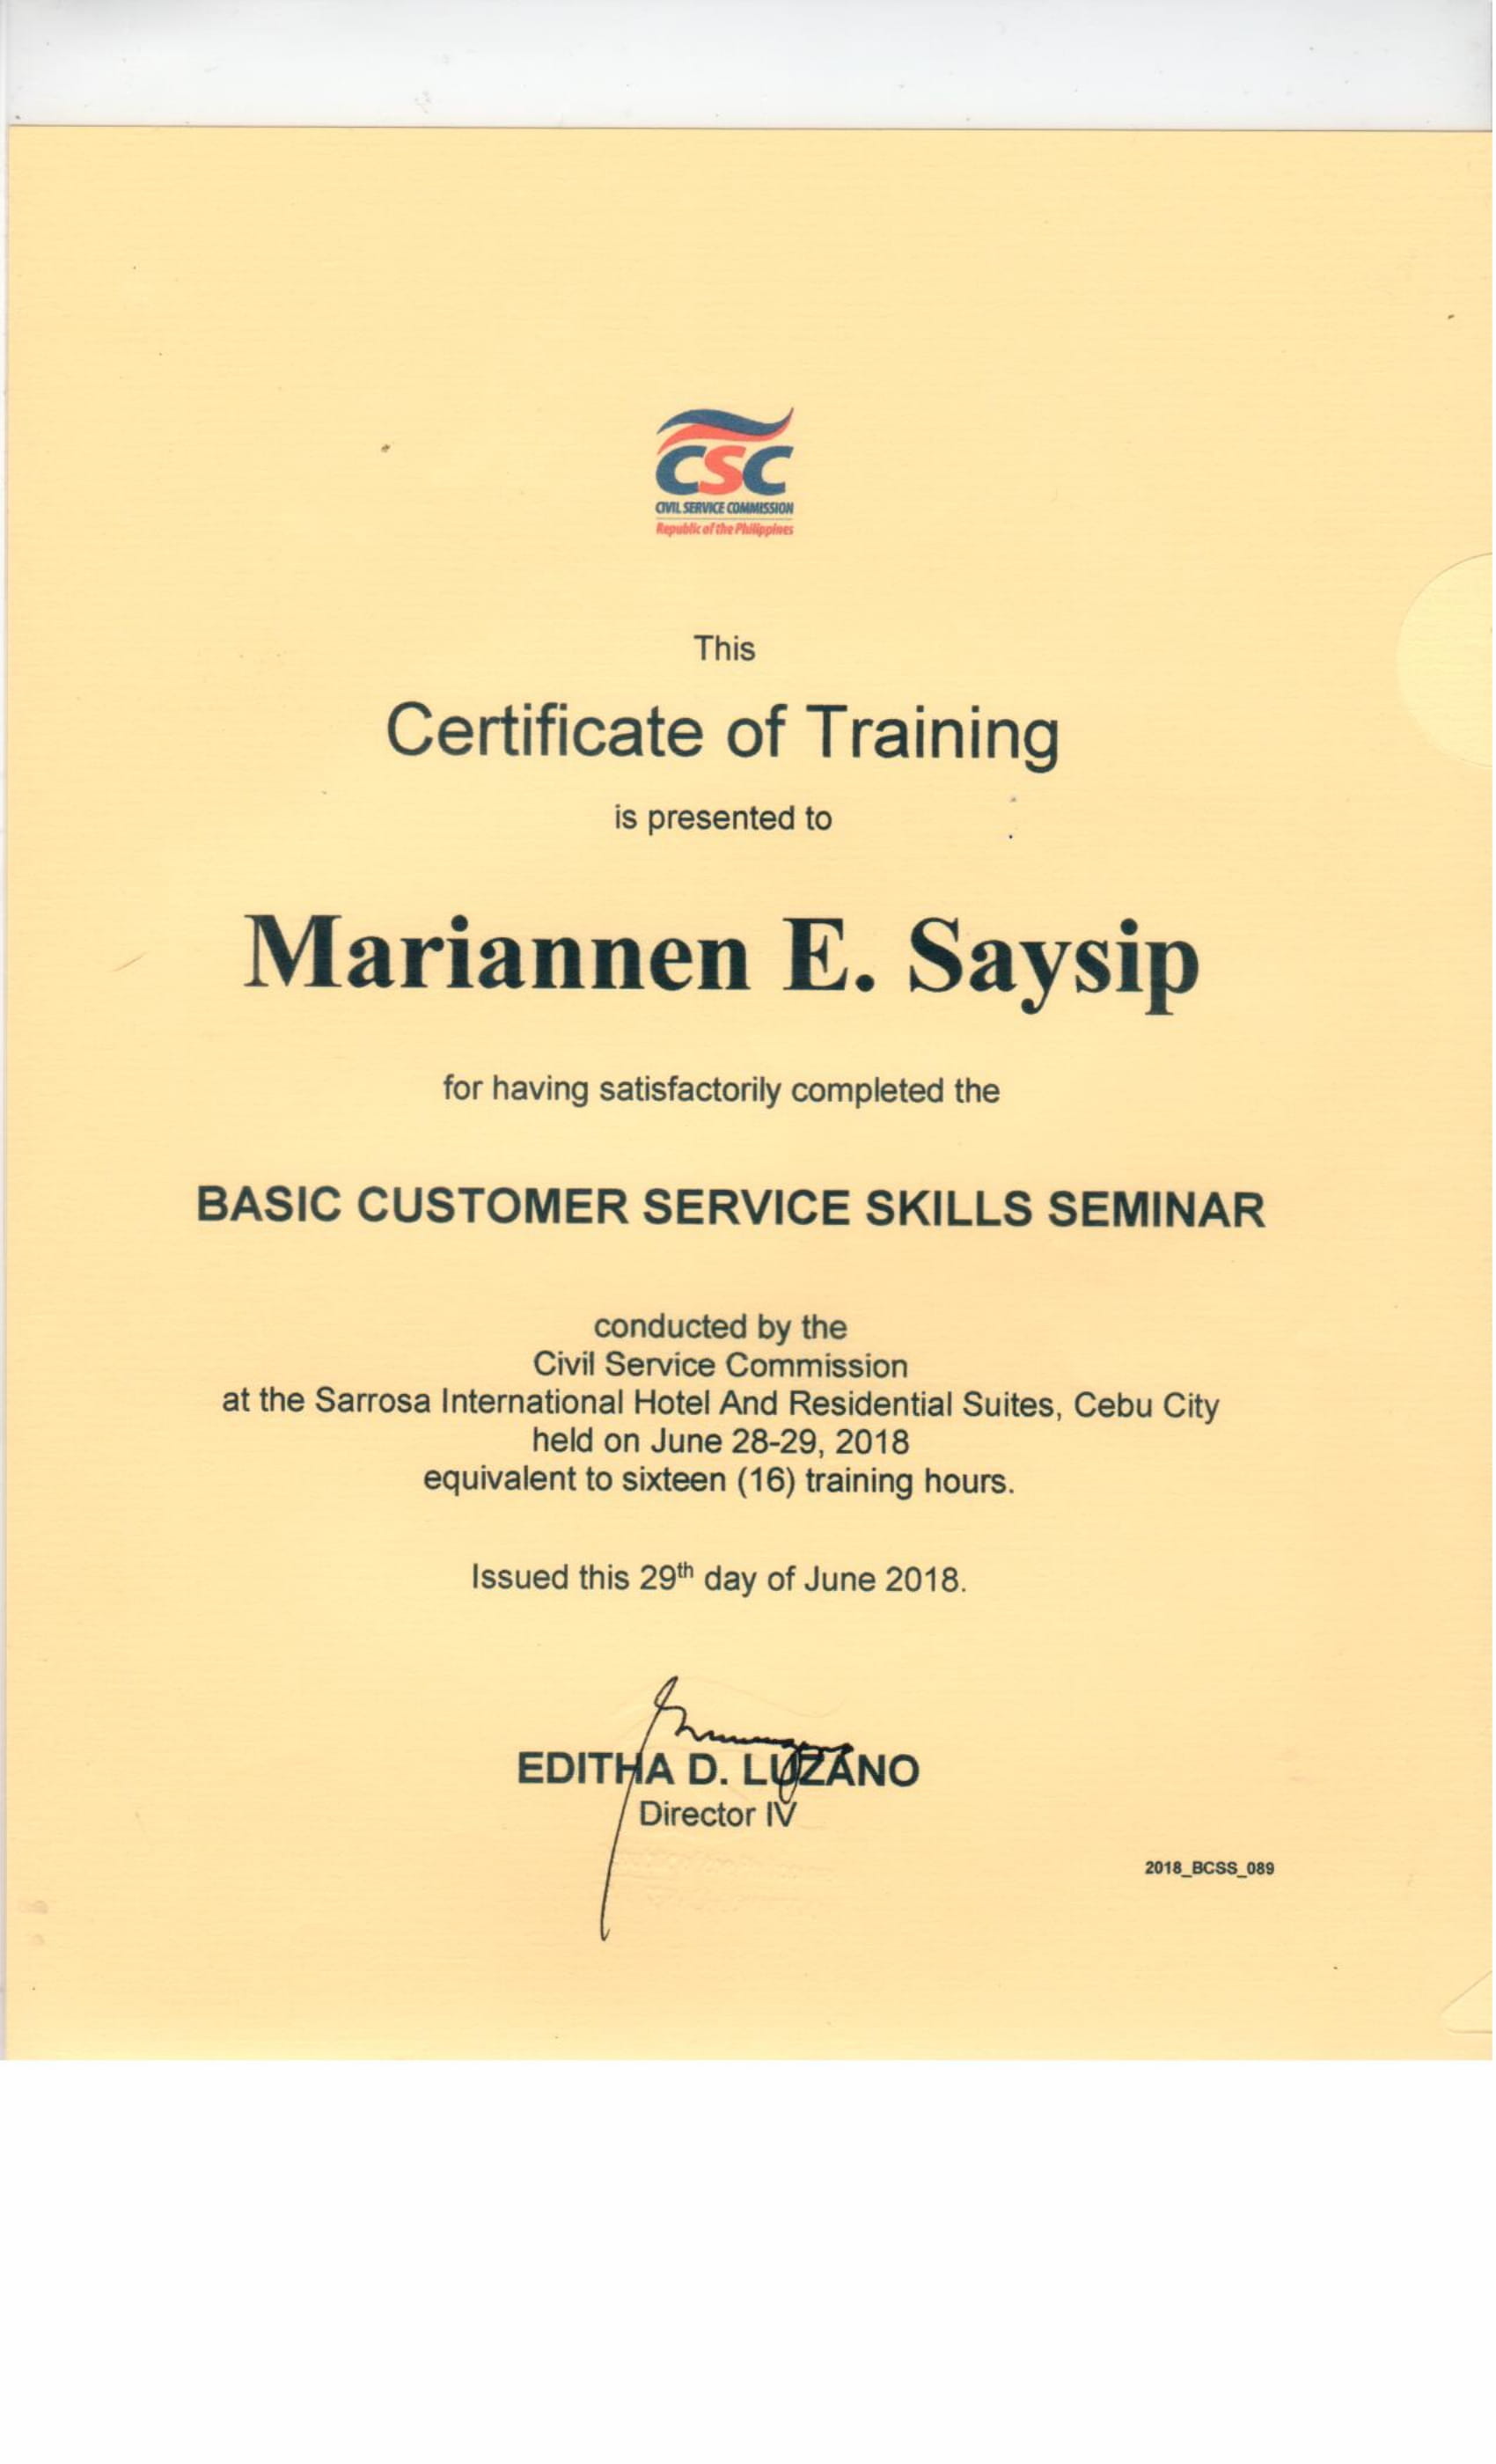 CSC
CIVIL SERVICE COMMISSION
Republic of the Philippines
This
Certificate of Training
is presented to
Mariannen E. Saysip
for having satisfactorily completed the
BASIC CUSTOMER SERVICE SKILLS SEMINAR
conducted by the
Civil Service Commission
at the Sarrosa International Hotel And Residential Suites, Cebu City
held on June 28-29, 2018
equivalent to sixteen (16) training hours.
Issued this 29th day of June 2018.
EDITHA D. LUZANO
Director IV
2018_BCSS_089